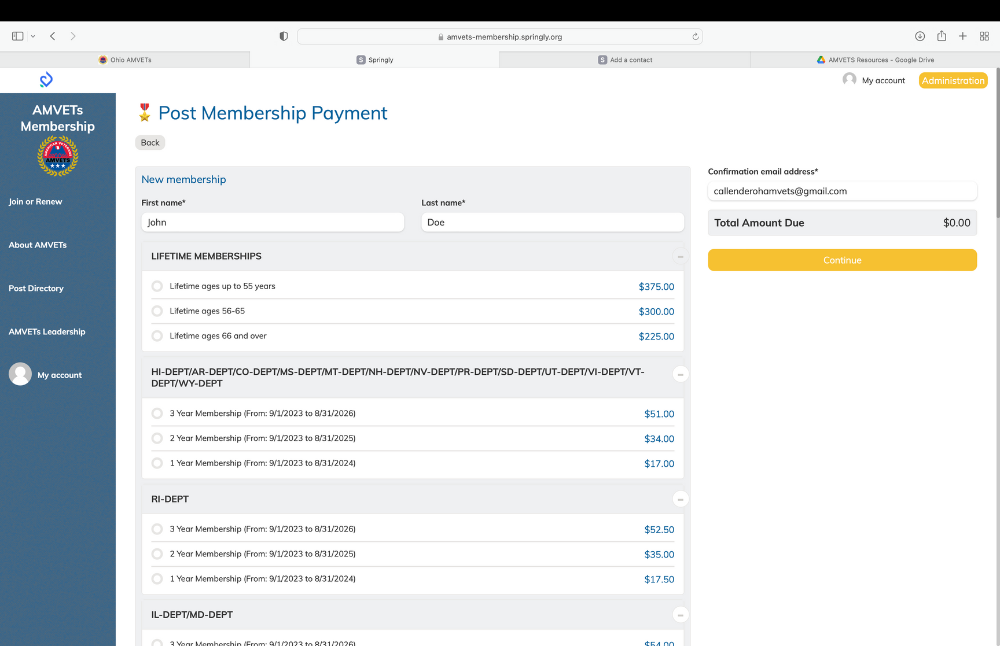 amvets-membership.springly.org
Ohio AMVETs
S Springly
S Add a contact
AMVETS Resources - Google Drive
My account
Administration
AMVETs
Membership
AMERICAN VETERANS
AMVETS
Join or Renew
About AMVETs
Post Directory
AMVETs Leadership
My account
Post Membership Payment
Back
New membership
First name*
Last name*
John
Doe
LIFETIME MEMBERSHIPS
Lifetime ages up to 55 years $375.00
Lifetime ages 56-65 $300.00
Lifetime ages 66 and over $225.00
HI-DEPT/AR-DEPT/CO-DEPT/MS-DEPT/MT-DEPT/NH-DEPT/NV-DEPT/PR-DEPT/SD-DEPT/UT-DEPT/VI-DEPT/VT-
DEPT/WY-DEPT
3 Year Membership (From: 9/1/2023 to 8/31/2026) $51.00
2 Year Membership (From: 9/1/2023 to 8/31/2025) $34.00
1 Year Membership (From: 9/1/2023 to 8/31/2024) $17.00
RI-DEPT
3 Year Membership (From: 9/1/2023 to 8/31/2026) $52.50
2 Year Membership (From: 9/1/2023 to 8/31/2025) $35.00
1 Year Membership (From: 9/1/2023 to 8/31/2024) $17.50
IL-DEPT/MD-DEPT
3 Year Membership (From: 9/1/2023 to 8/31/2026) $54.00
Confirmation email address*
callenderohamvets@gmail.com
Total Amount Due $0.00
Continue